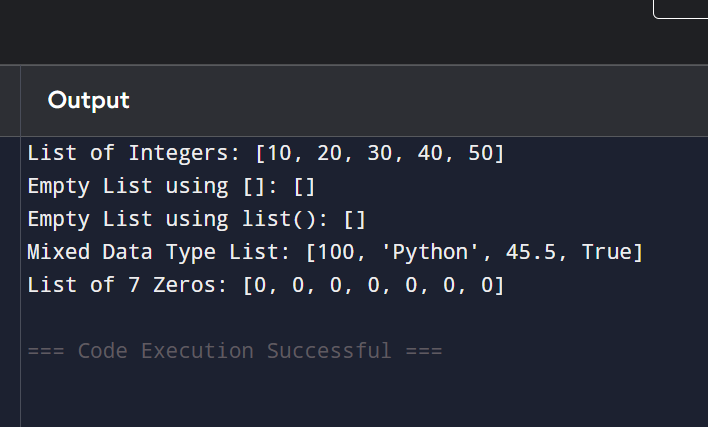 Output
List of Integers: [10, 20, 30, 40, 50]
Empty List using []: []
Empty List using list(): []
Mixed Data Type List: [100, 'Python', 45.5, True]
List of 7 Zeros: [0, 0, 0, 0, 0, 0, 0]
=== Code Execution Successful ===